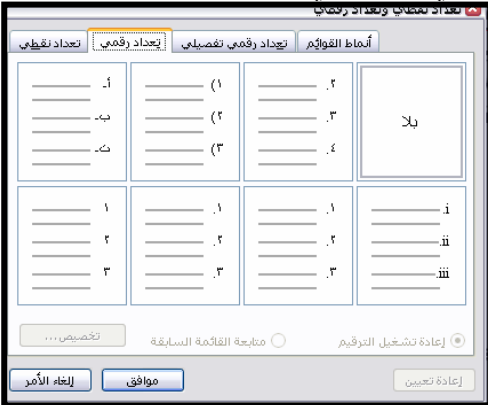 تعداد نقطي وتعداد رقمي
أنماط القوائم تعداد رقمي تفصيلي تعداد رقمي تعداد نقطي
بلا
٢.
٣.
٤.
١)
٢)
٣)
أ-
ب-
ت-
i.
ii.
iii.
١.
٢.
٣.
١.
٢.
٣.
١
٢
٣
إعادة تشغيل الترقيم متابعة القائمة السابقة تخصيص...
إعادة تعيين موافق إلغاء الأمر